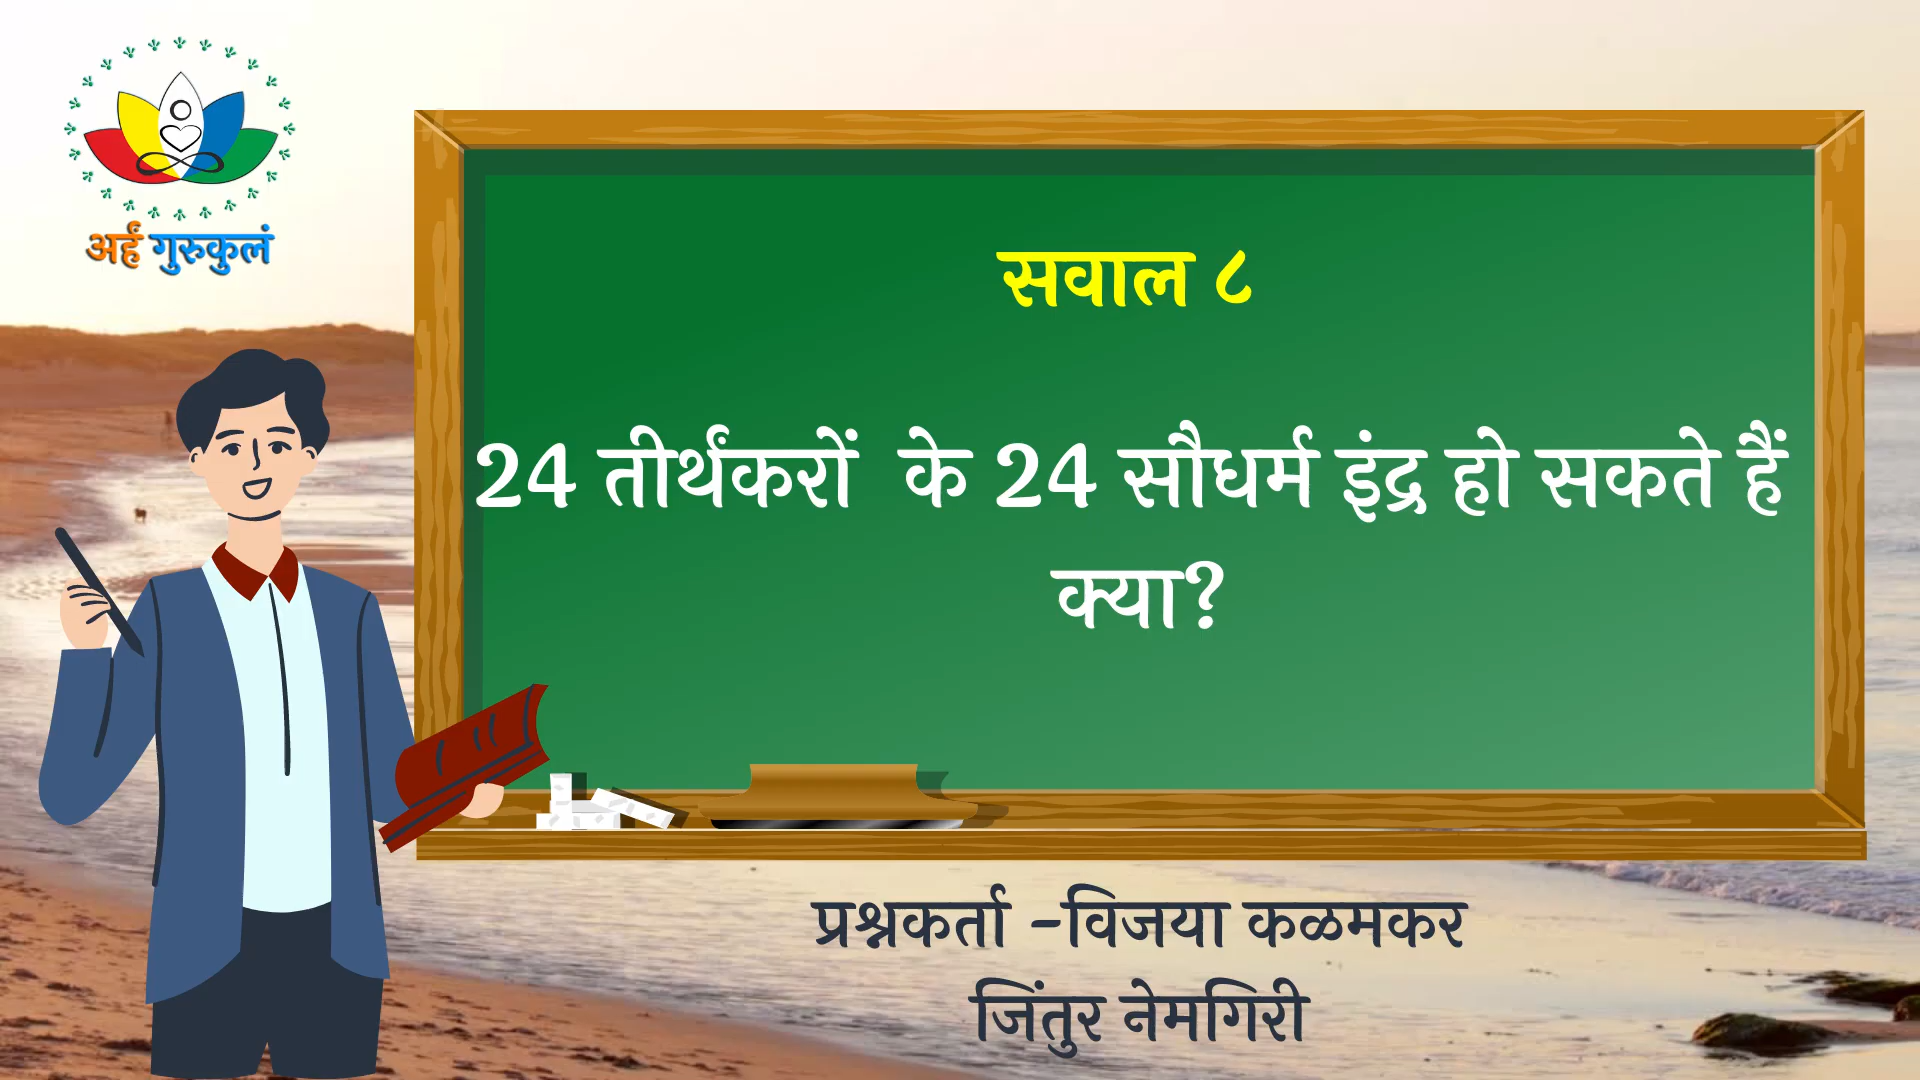 अर्हं गुरुकुलं
सवाल ८
24 तीर्थंकरों के 24 सौधर्म इंद्र हो सकते हैं
क्या?
प्रश्नकर्ता -विजया कळमकर
जिंतुर नेमगिरी